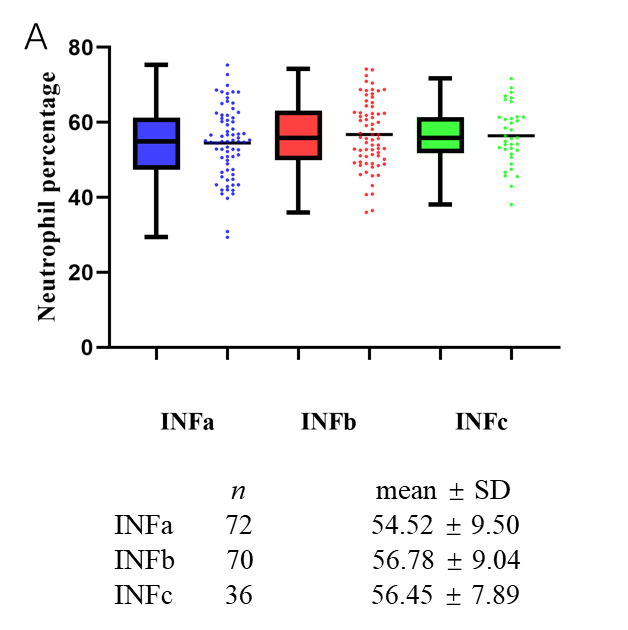 A
Neutrophil percentage
80
60
40
20
0
INFa INFb INFc
n mean ± SD
INFa 72 54.52 ± 9.50
INFb 70 56.78 ± 9.04
INFc 36 56.45 ± 7.89